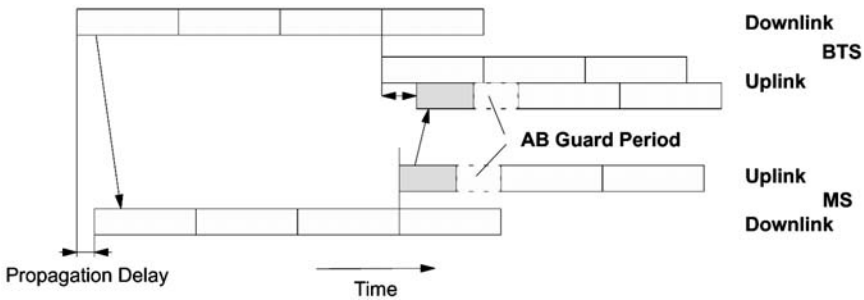 Downlink
BTS
Uplink
AB Guard Period
Uplink
MS
Downlink
Propagation Delay
Time